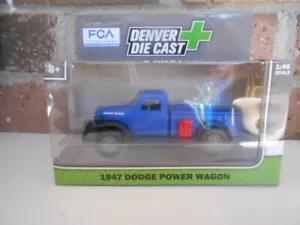 FCA
DENVER
DIE CAST
8+
1:48
SCALE
1947 DODGE POWER WAGON